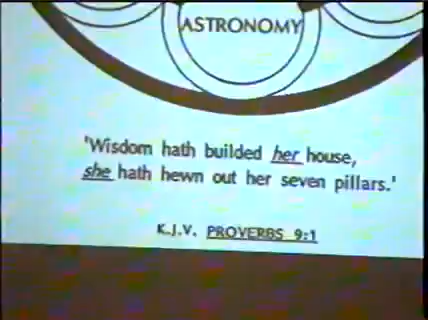 ASTRONOMY
'Wisdom hath builded her house,
she hath hewn out her seven pillars.'
K.J.V. PROVERBS 9:1